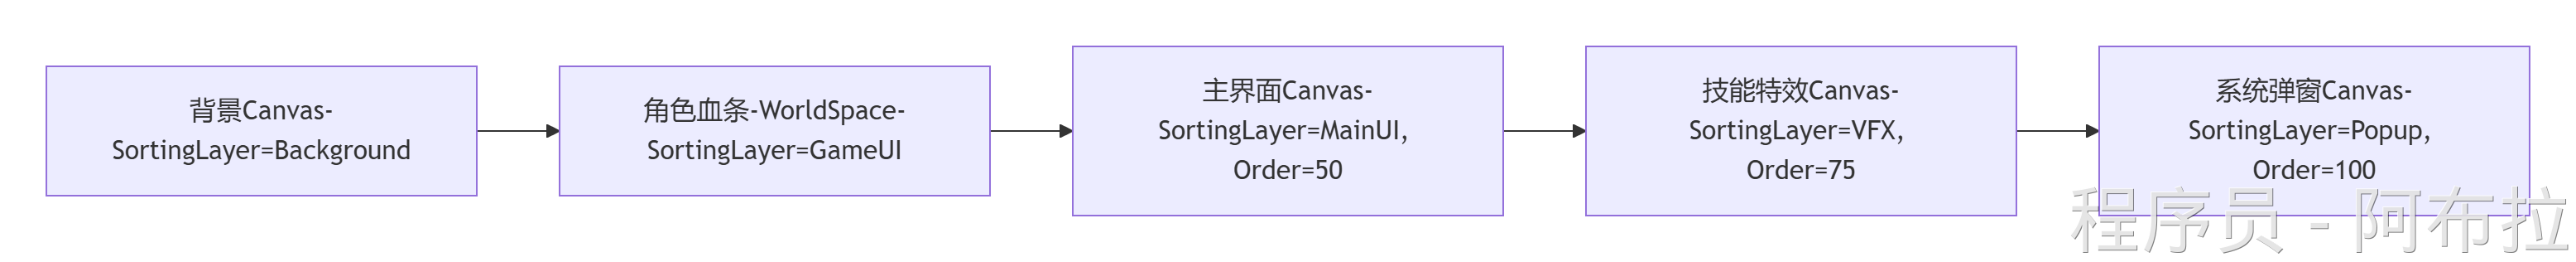 背景Canvas-
SortingLayer=Background
角色血条-WorldSpace-
SortingLayer=GameUI
主界面Canvas-
SortingLayer=MainUI,
Order=50
技能特效Canvas-
SortingLayer=VFX,
Order=75
系统弹窗Canvas-
SortingLayer=Popup,
Order=100
程序员 - 阿布拉